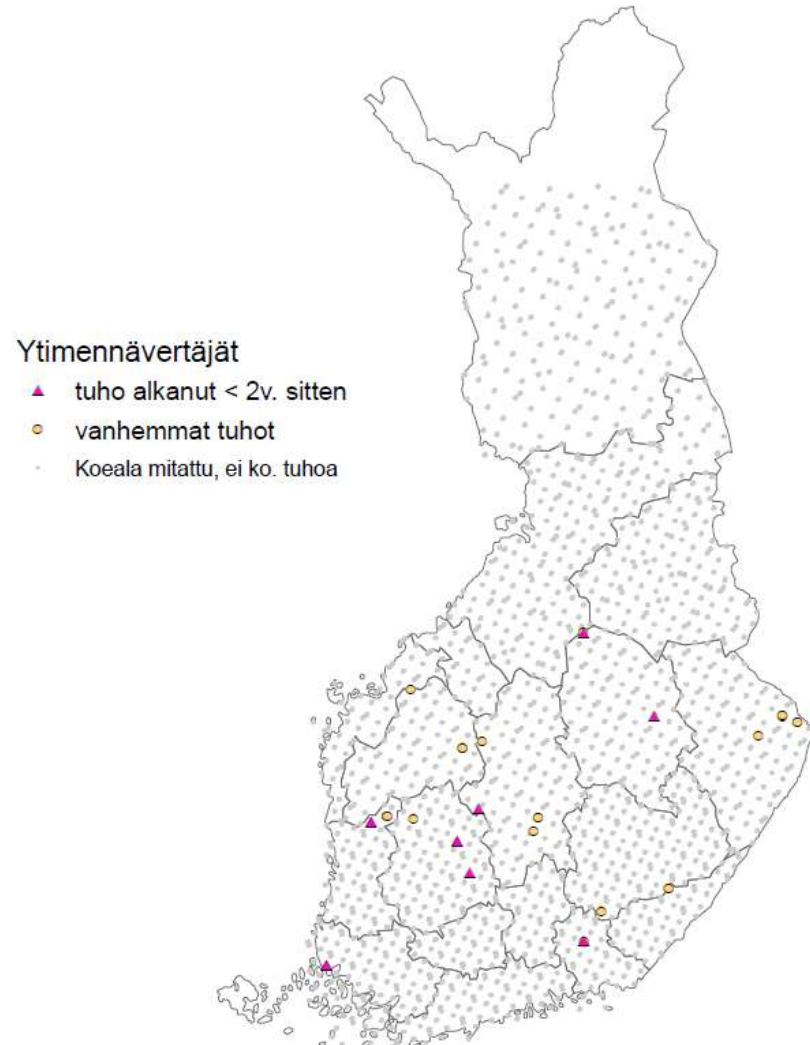 Ytimennävertäjät
tuho alkanut < 2v. sitten
vanhemmat tuhot
Koeala mitattu, ei ko. tuhoa